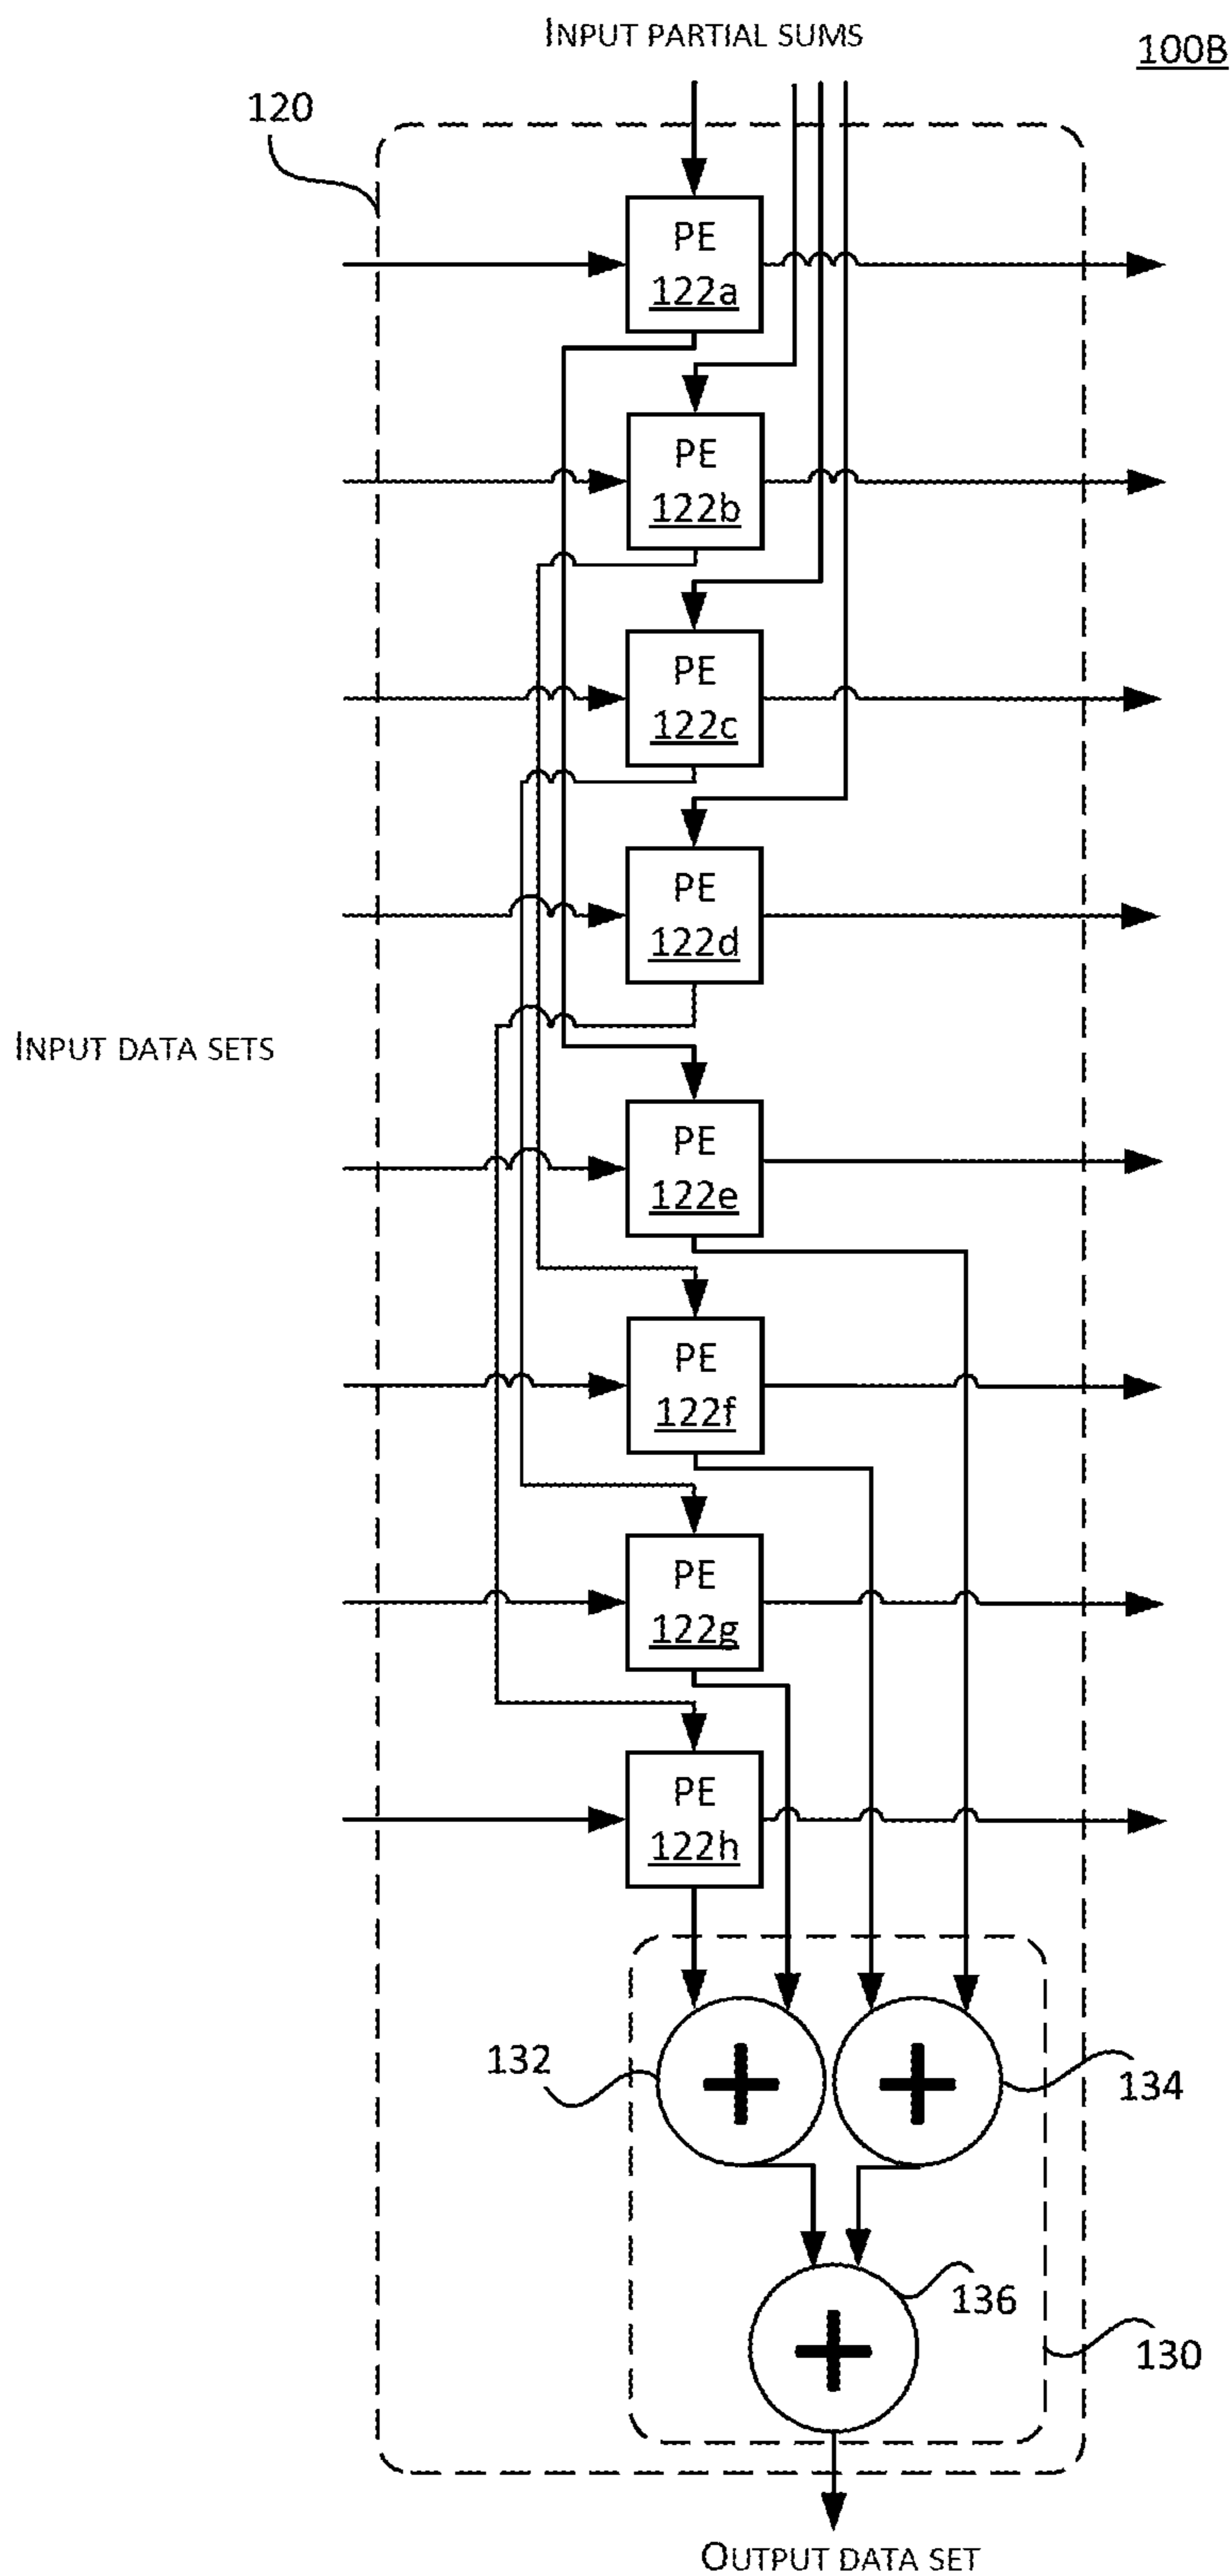 INPUT PARTIAL SUMS
100B
120
PE
122a
PE
122b
PE
122c
PE
122d
INPUT DATA SETS
PE
122e
PE
122f
PE
122g
PE
122h
132
134
136
130
OUTPUT DATA SET